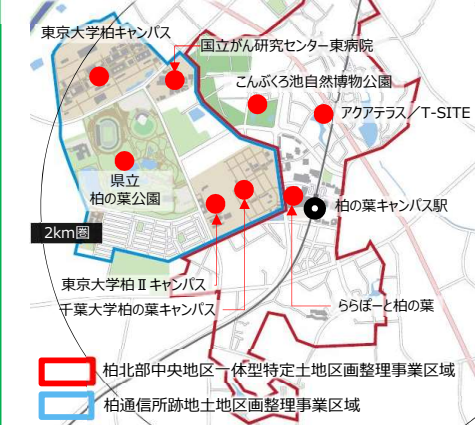 東京大学柏キャンパス
国立がん研究センター東病院
こんぶくろ池自然博物公園
アクアテラス/T-SITE
県立
柏の葉公園
柏の葉キャンパス駅
2km圏
東京大学柏Ⅱキャンパス
千葉大学柏の葉キャンパス
ららぽーと柏の葉
柏北部中央地区一体型特定土地区画整理事業区域
柏通信所跡地土地区画整理事業区域